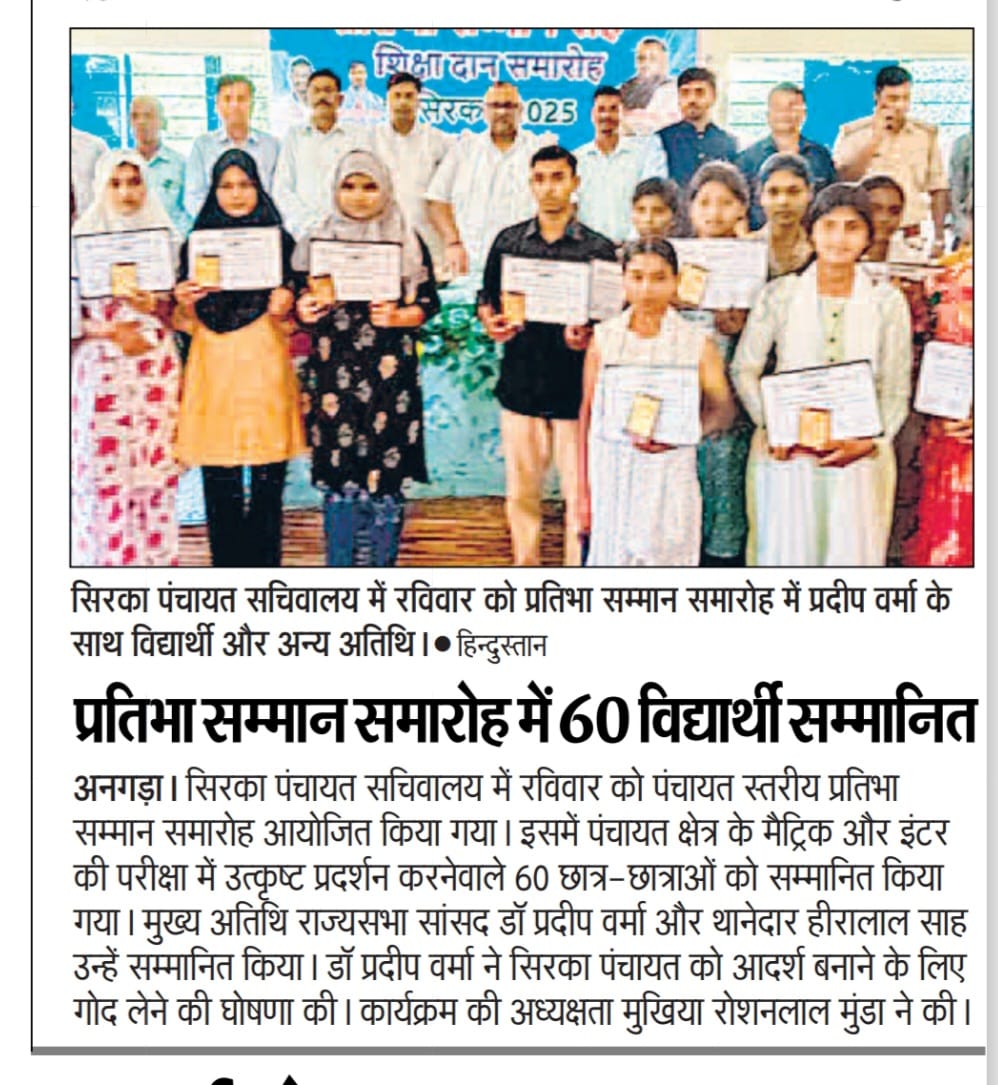 शिक्षा दान समारोह
सिरक 2025
सिरका पंचायत सचिवालय में रविवार को प्रतिभा सम्मान समारोह में प्रदीप वर्मा के
साथ विद्यार्थी और अन्य अतिथि।● हिन्दुस्तान
प्रतिभा सम्मान समारोह में 60 विद्यार्थी सम्मानित
अनगड़ा। सिरका पंचायत सचिवालय में रविवार को पंचायत स्तरीय प्रतिभा
सम्मान समारोह आयोजित किया गया। इसमें पंचायत क्षेत्र के मैट्रिक और इंटर
की परीक्षा में उत्कृष्ट प्रदर्शन करनेवाले 60 छात्र-छात्राओं को सम्मानित किया
गया। मुख्य अतिथि राज्यसभा सांसद डॉ प्रदीप वर्मा और थानेदार हीरालाल साह
उन्हें सम्मानित किया। डॉ प्रदीप वर्मा ने सिरका पंचायत को आदर्श बनाने के लिए
गोद लेने की घोषणा की। कार्यक्रम की अध्यक्षता मुखिया रोशनलाल मुंडा ने की।